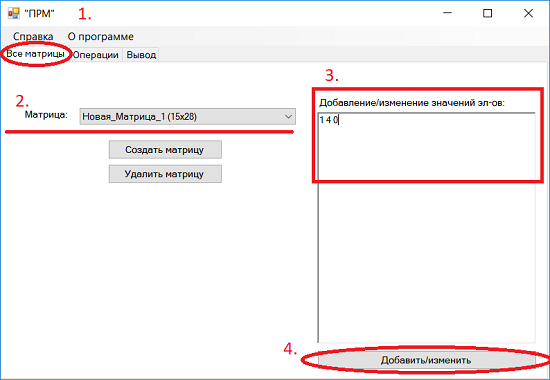 "ПРМ" 1.
Справка О программе
Все матрицы Операции Вывод
2.
3.
Матрица: Новая_Матрица_1 (15x28)
Добавление/изменение значений эл-ов:
1 4 0
Создать матрицу
Удалить матрицу
4.
Добавить/изменить